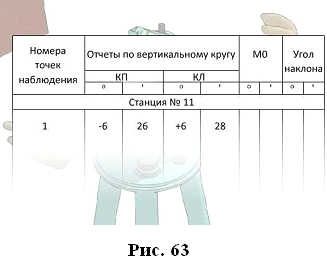 Номера точек наблюдения | Отчеты по вертикальному кругу | М0 | Угол наклона
КП | КЛ
° | ' | ° | ' | ° | ' | ° | '
Станция № 11
1 | -6 | 26 | +6 | 28
Рис. 63